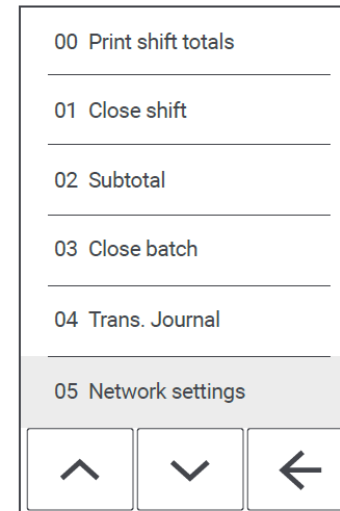 00 Print shift totals
01 Close shift
02 Subtotal
03 Close batch
04 Trans. Journal
05 Network settings